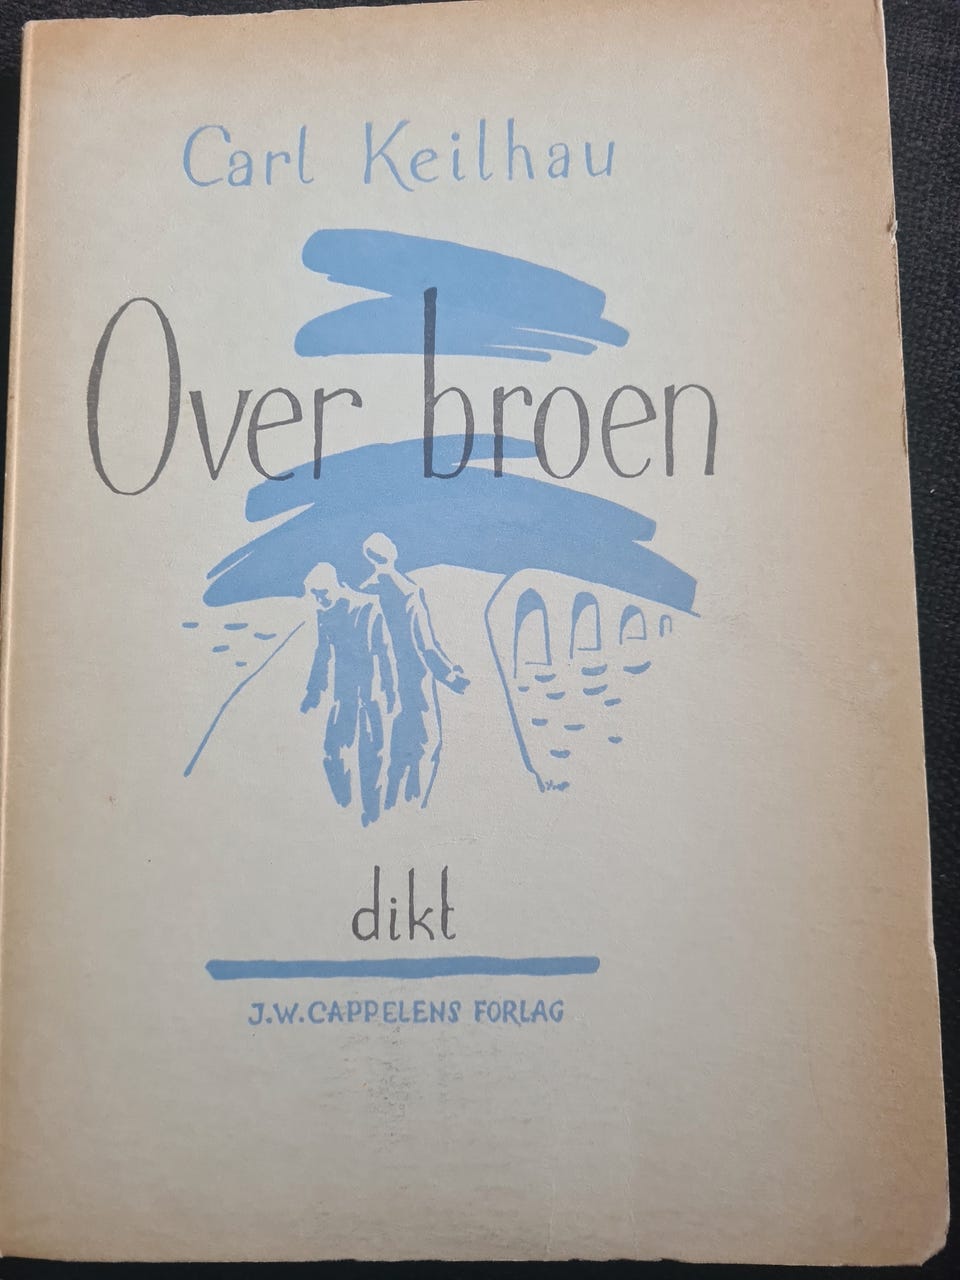 Carl Keilhau
Over broen
dikt
J.W. CAPPELENS FORLAG